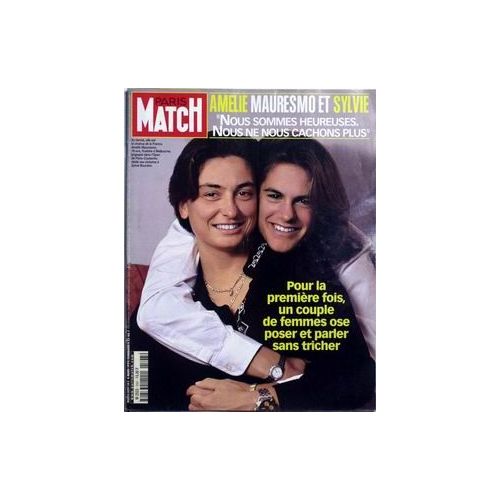 PARIS
MATCH
AMELIE MAURESMO ET SYLVIE
"NOUS SOMMES HEUREUSES.
NOUS NE NOUS CACHONS PLUS"
Pour la
première fois,
un couple
de femmes ose
poser et parler
sans tricher